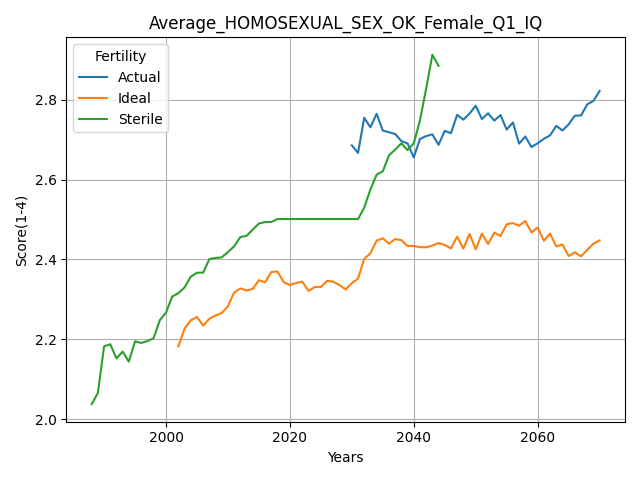 Average_HOMOSEXUAL_SEX_OK_Female_Q1_IQ
Fertility
Actual
Ideal
Sterile
Score(1-4)
2.8
2.6
2.4
2.2
2.0
2000 2020 2040 2060
Years